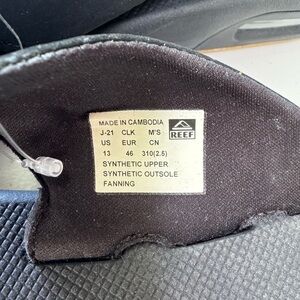 MADE IN CAMBODIA
J-21 CLK M'S
US EUR CN
13 46 310(2.5)
SYNTHETIC UPPER
SYNTHETIC OUTSOLE
FANNING
REEF